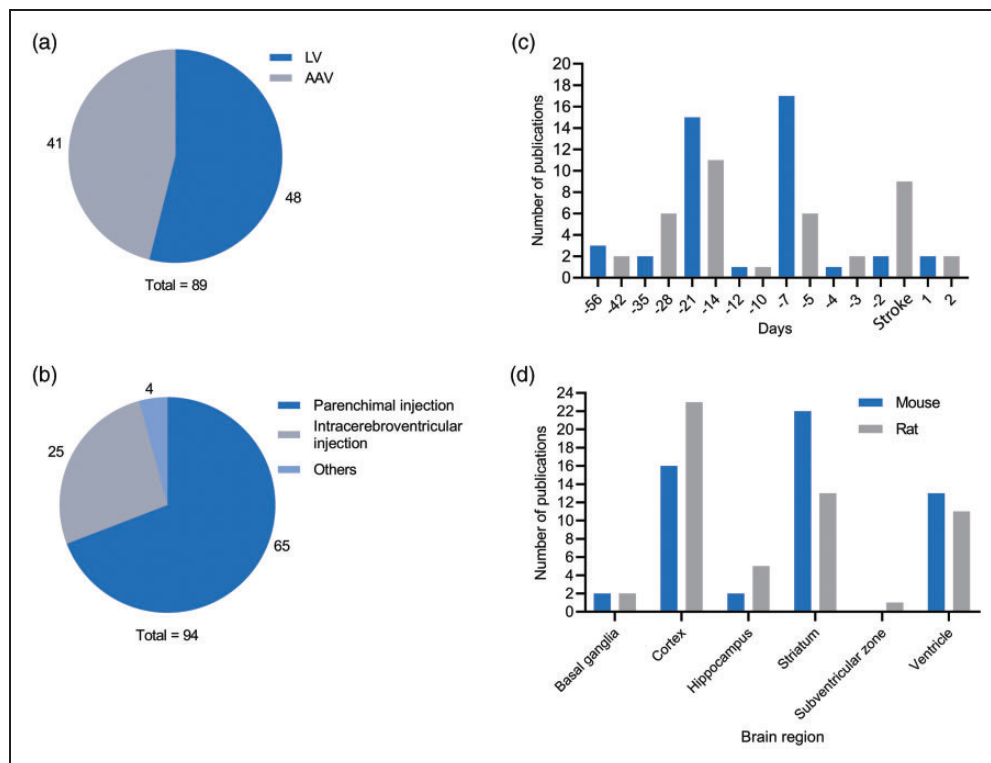 (a)
LV
AAV
41
48
Total = 89
(b)
4
Parenchimal injection
Intracerebroventricular
injection
Others
25
65
Total = 94
(c)
20
18
16
14
12
10
8
6
4
2
0
Number of publications
-56
-42
-35
-28
-21
-14
-12
-10
-7
-5
-4
-3
-2
Stroke
1
2
Days
(d)
24
22
20
18
16
14
12
10
8
6
4
2
0
Number of publications
Mouse
Rat
Basal ganglia
Cortex
Hippocampus
Striatum
Subventricular zone
Ventricle
Brain region